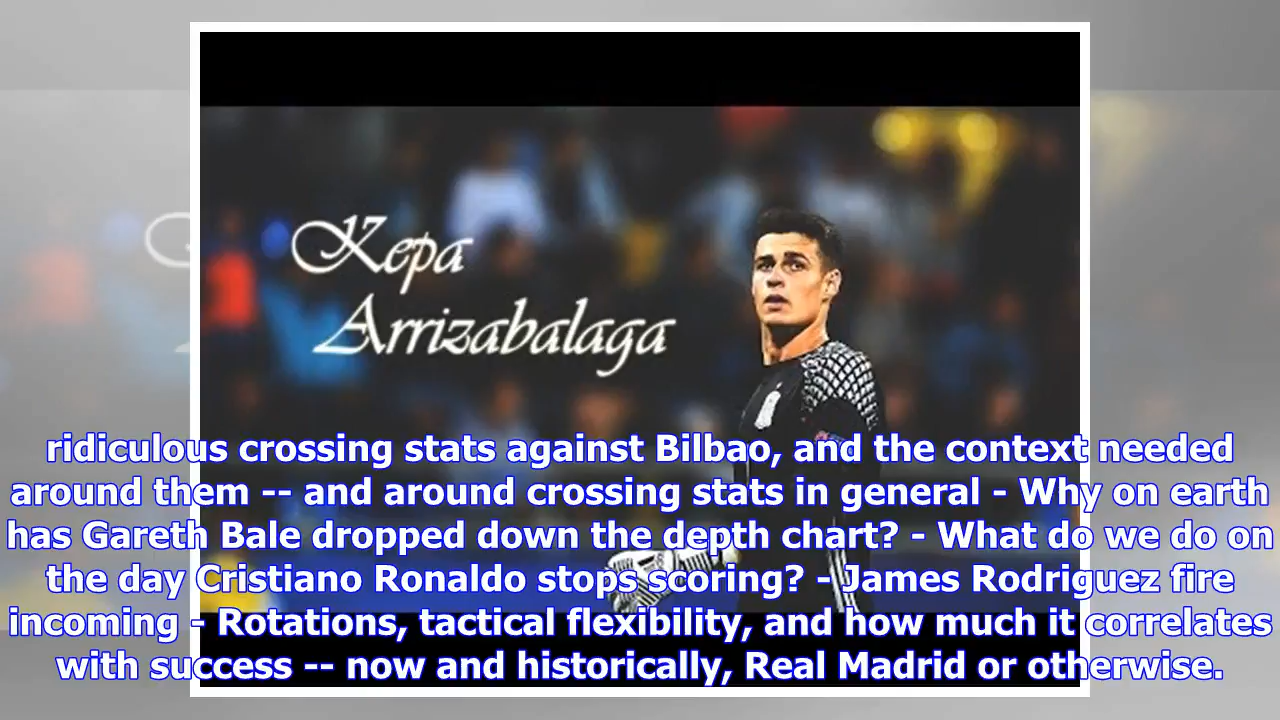 Kepa
Arrizabalaga
ridiculous crossing stats against Bilbao, and the context needed
around them -- and around crossing stats in general - Why on earth
has Gareth Bale dropped down the depth chart? - What do we do on
the day Cristiano Ronaldo stops scoring? - James Rodriguez fire
incoming - Rotations, tactical flexibility, and how much it correlates
with success -- now and historically, Real Madrid or otherwise.